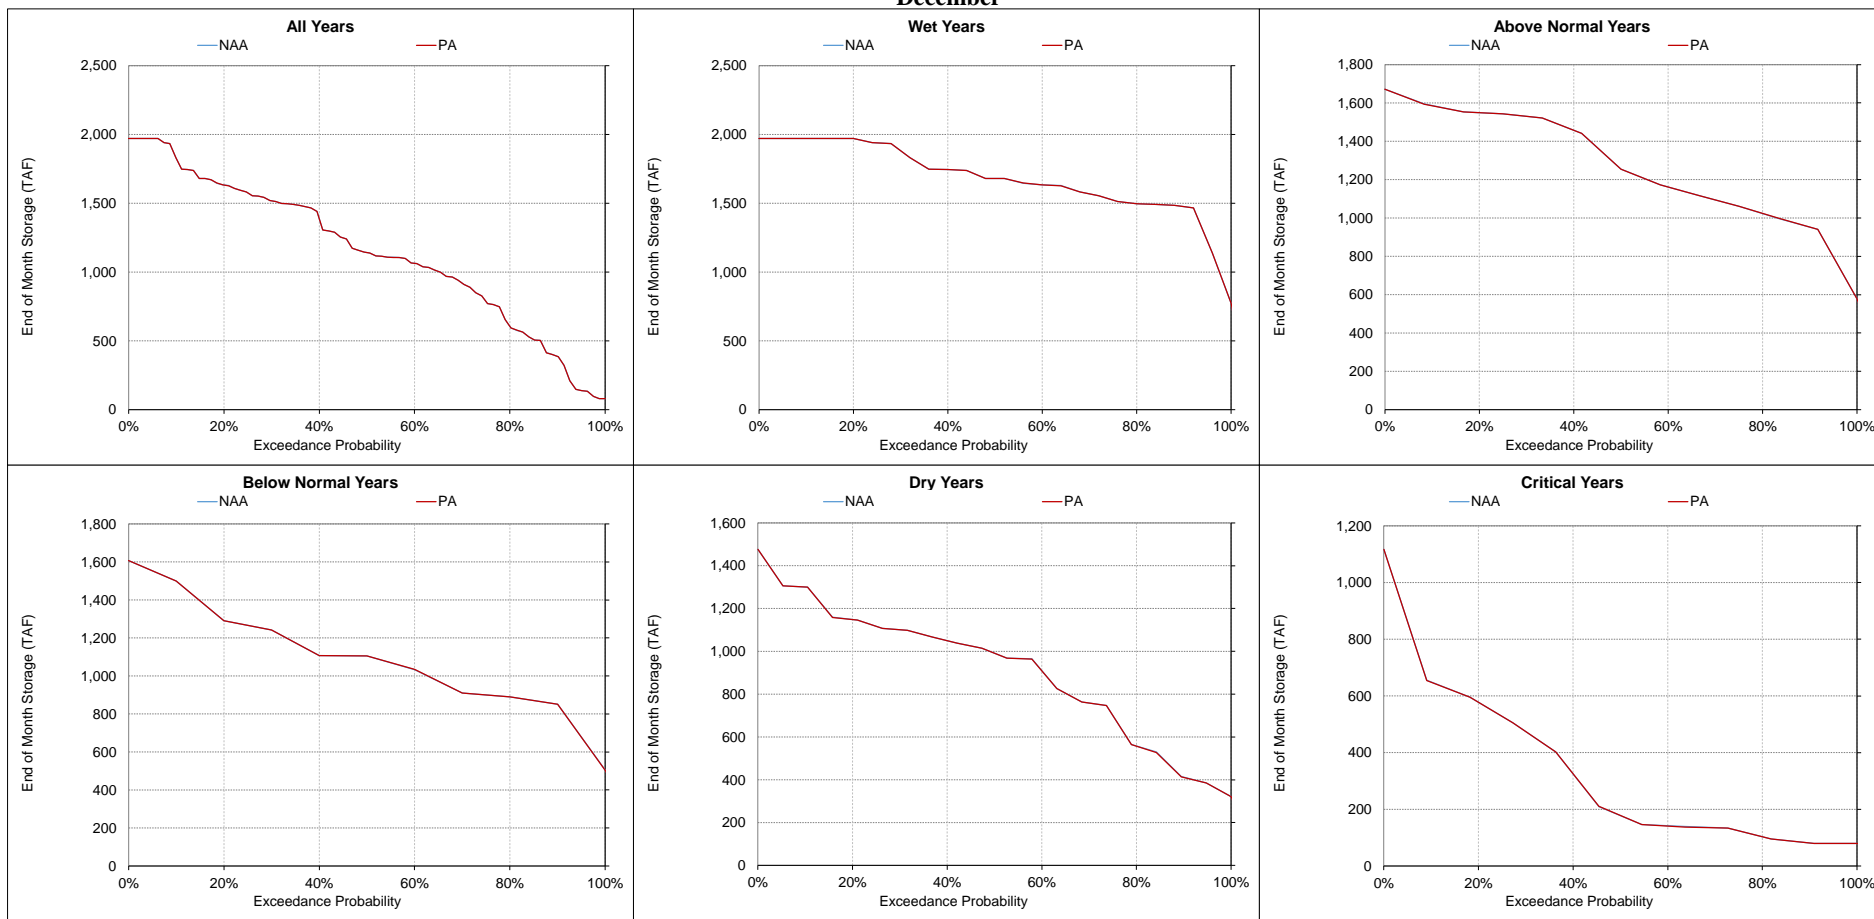 December
All Years
NAA PA
2,500
2,000
1,500
1,000
500
0
End of Month Storage (TAF)
0% 20% 40% 60% 80% 100%
Exceedance Probability
Wet Years
NAA PA
2,500
2,000
1,500
1,000
500
0
End of Month Storage (TAF)
0% 20% 40% 60% 80% 100%
Exceedance Probability
Above Normal Years
NAA PA
1,800
1,600
1,400
1,200
1,000
800
600
400
200
0
End of Month Storage (TAF)
0% 20% 40% 60% 80% 100%
Exceedance Probability
Below Normal Years
NAA PA
1,800
1,600
1,400
1,200
1,000
800
600
400
200
0
End of Month Storage (TAF)
0% 20% 40% 60% 80% 100%
Exceedance Probability
Dry Years
NAA PA
1,600
1,400
1,200
1,000
800
600
400
200
0
End of Month Storage (TAF)
0% 20% 40% 60% 80% 100%
Exceedance Probability
Critical Years
NAA PA
1,200
1,000
800
600
400
200
0
End of Month Storage (TAF)
0% 20% 40% 60% 80% 100%
Exceedance Probability